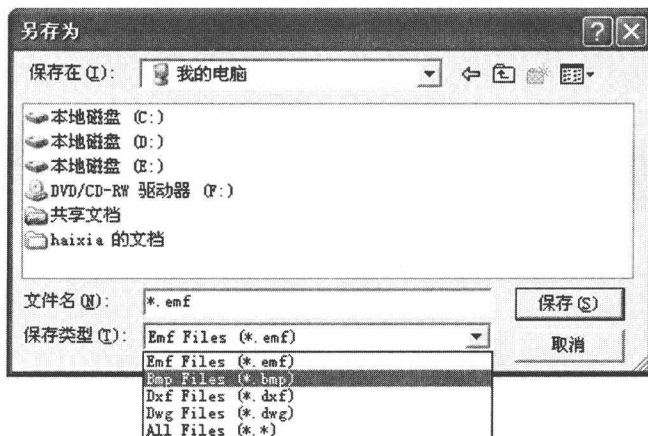 另存为
保存在(I): 我的电脑
本地磁盘 (C:)
本地磁盘 (D:)
本地磁盘 (E:)
DVD/CD-RW 驱动器 (F:)
共享文档
haixia 的文档
文件名(N): *.emf 保存(S)
保存类型(T): Emf Files (*.emf) 取消
Emf Files (*.emf)
Bmp Files (*.bmp)
Dxf Files (*.dxf)
Dwg Files (*.dwg)
All Files (*.*)